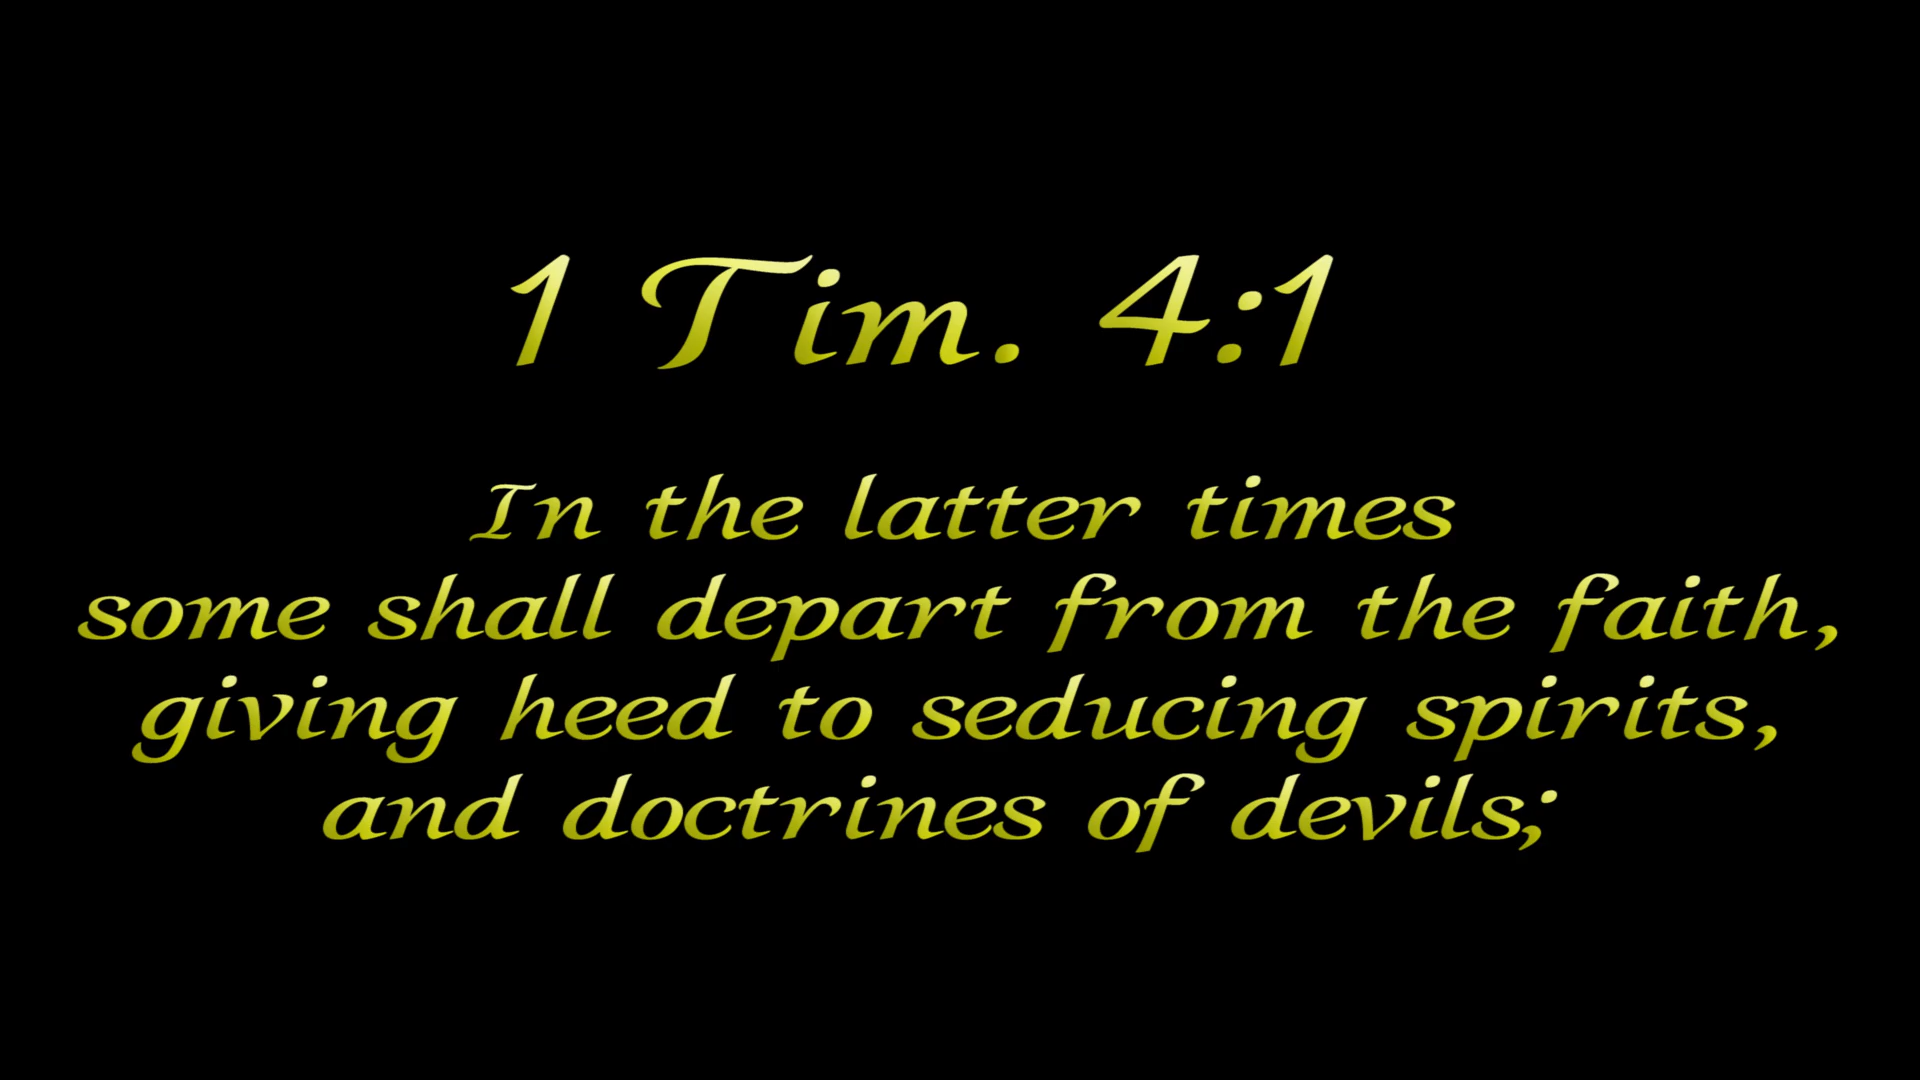 1 Tim. 4:1
In the latter times
some shall depart from the faith,
giving heed to seducing spirits,
and doctrines of devils;